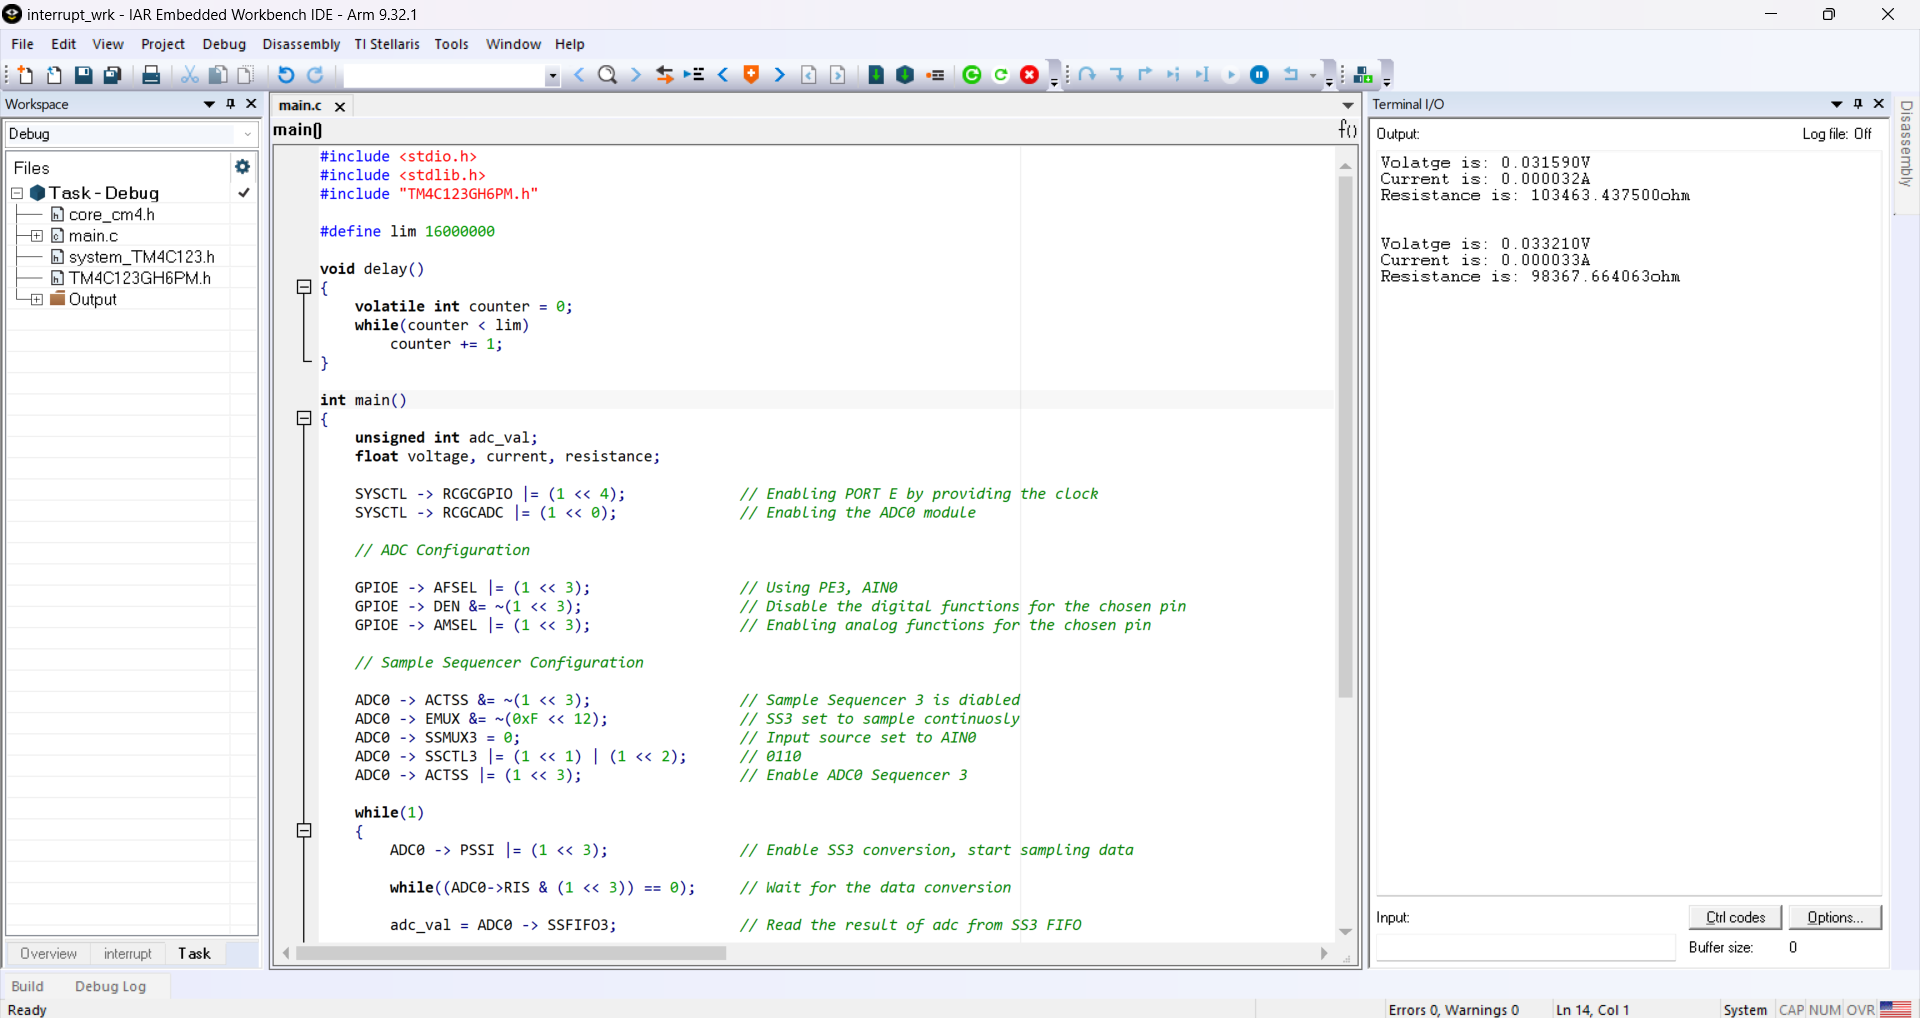 interrupt_wrk - IAR Embedded Workbench IDE - Arm 9.32.1
File Edit View Project Debug Disassembly TI Stellaris Tools Window Help
Workspace
Debug
Files
Task - Debug
core_cm4.h
main.c
system_TM4C123.h
TM4C123GH6PM.h
Output
Overview interrupt Task
main.c
main()
f()
#include <stdio.h>
#include <stdlib.h>
#include "TM4C123GH6PM.h"
#define lim 16000000
void delay()
{
volatile int counter = 0;
while(counter < lim)
counter += 1;
}
int main()
{
unsigned int adc_val;
float voltage, current, resistance;
SYSCTL -> RCGCGPIO |= (1 << 4); // Enabling PORT E by providing the clock
SYSCTL -> RCGCADC |= (1 << 0); // Enabling the ADC0 module
// ADC Configuration
GPIOE -> AFSEL |= (1 << 3); // Using PE3, AIN0
GPIOE -> DEN &= ~(1 << 3); // Disable the digital functions for the chosen pin
GPIOE -> AMSEL |= (1 << 3); // Enabling analog functions for the chosen pin
// Sample Sequencer Configuration
ADC0 -> ACTSS &= ~(1 << 3); // Sample Sequencer 3 is diabled
ADC0 -> EMUX &= ~(0xF << 12); // SS3 set to sample continuosly
ADC0 -> SSMUX3 = 0; // Input source set to AIN0
ADC0 -> SSCTL3 |= (1 << 1) | (1 << 2); // 0110
ADC0 -> ACTSS |= (1 << 3); // Enable ADC0 Sequencer 3
while(1)
{
ADC0 -> PSSI |= (1 << 3); // Enable SS3 conversion, start sampling data
while((ADC0->RIS & (1 << 3)) == 0); // Wait for the data conversion
adc_val = ADC0 -> SSFIFO3; // Read the result of adc from SS3 FIFO
Terminal I/O
Output: Log file: Off
Volatge is: 0.031590V
Current is: 0.000032A
Resistance is: 103463.437500ohm
Volatge is: 0.033210V
Current is: 0.000033A
Resistance is: 98367.664063ohm
Input: Ctrl codes Options...
Buffer size: 0
Disassembly
Build Debug Log
Ready Errors 0, Warnings 0 Ln 14, Col 1 System CAP NUM OVR